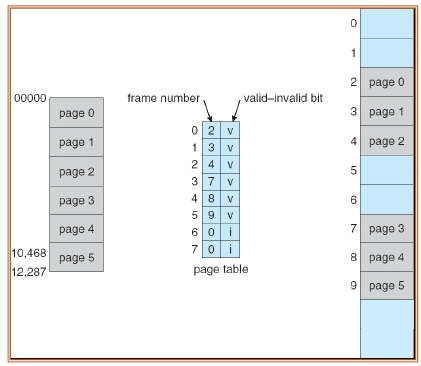 00000
page 0
page 1
page 2
page 3
page 4
10,468
page 5
12,287
frame number
valid–invalid bit
0 2 v
1 3 v
2 4 v
3 7 v
4 8 v
5 9 v
6 0 i
7 0 i
page table
0
1
2 page 0
3 page 1
4 page 2
5
6
7 page 3
8 page 4
9 page 5